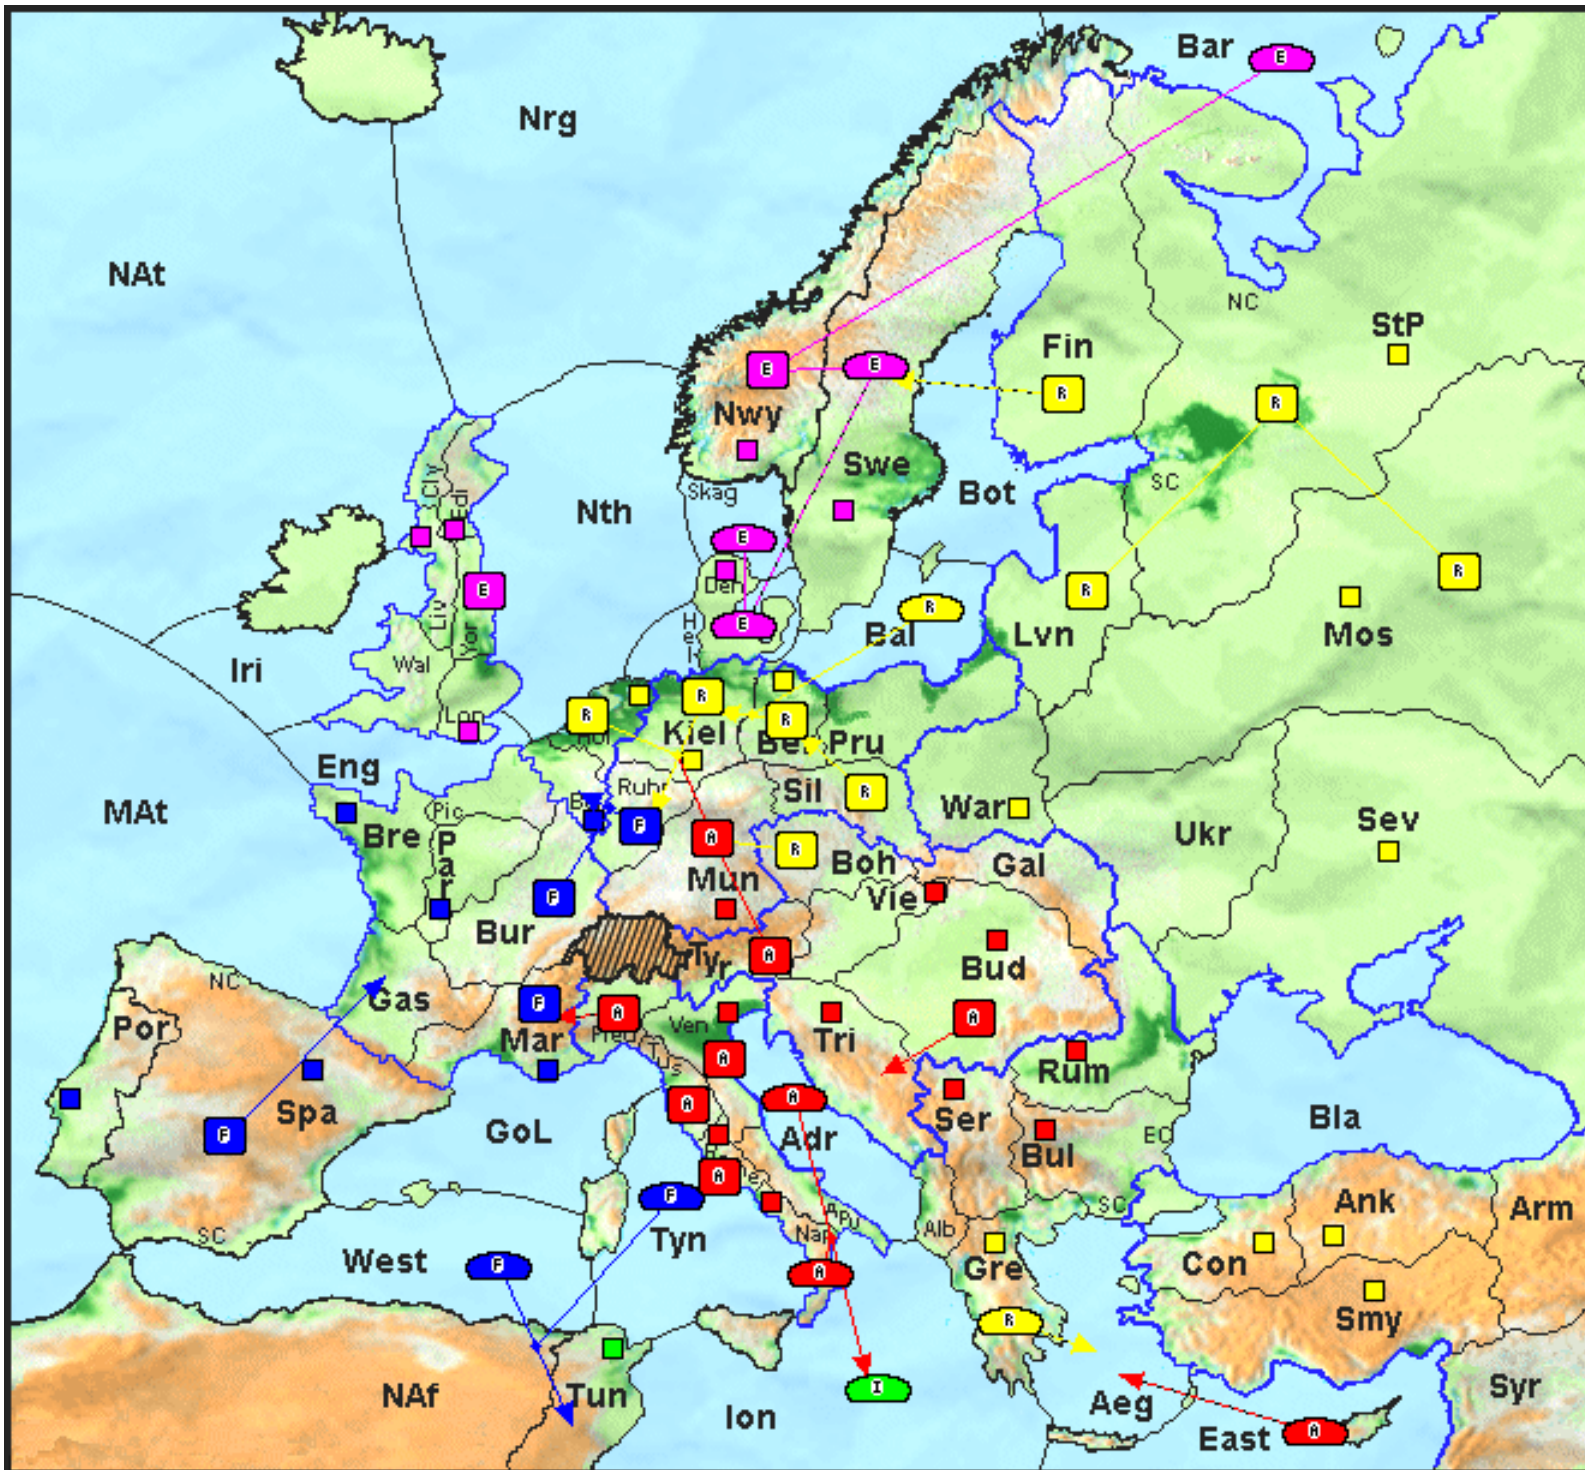 Bar
E
Nrg
NAt
NC
StP
Fin
E
E
R
R
Nwy
Cly
Edi
Swe
SC
Skag
Bot
Nth
E
R
Den
E
R
R
E
Liv
Yor
Hel
Bal
Lvn
Mos
Iri
Wal
R
R
R
Lon
Hol
Kiel
Ber
Pru
Eng
Ruhr
Sil
R
MAt
Pic
War
Ukr
Sev
Bre
Par
F
A
R
Boh
Gal
Mun
Vie
F
Bur
Tyr
A
Bud
NC
Gas
F
A
A
Por
Mar
Pied
Ven
Tri
Rum
Tus
A
Spa
A
A
Ser
F
GoL
Adr
Bul
EC
Bla
F
A
SC
Ank
Arm
SC
West
F
Tyn
Nap
Apu
Alb
Gre
Con
A
R
Smy
NAf
Tun
I
Ion
Aeg
East
A
Syr